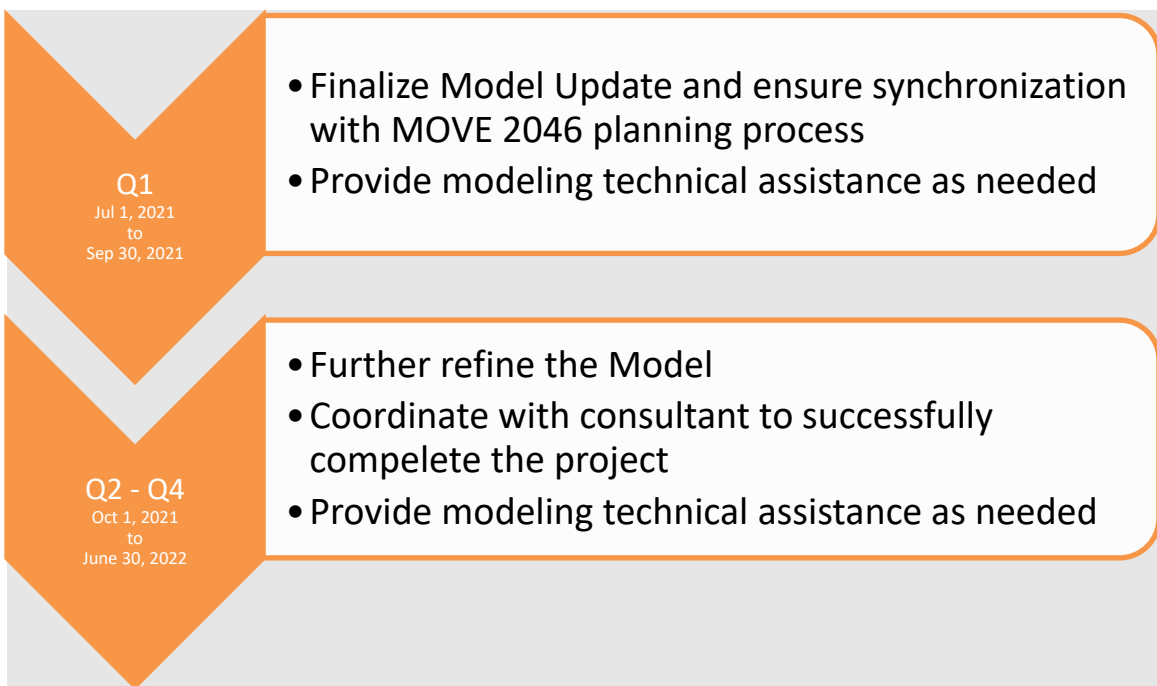 Q1
Jul 1, 2021
to
Sep 30, 2021
• Finalize Model Update and ensure synchronization
with MOVE 2046 planning process
• Provide modeling technical assistance as needed
Q2 - Q4
Oct 1, 2021
to
June 30, 2022
• Further refine the Model
• Coordinate with consultant to successfully
compelete the project
• Provide modeling technical assistance as needed